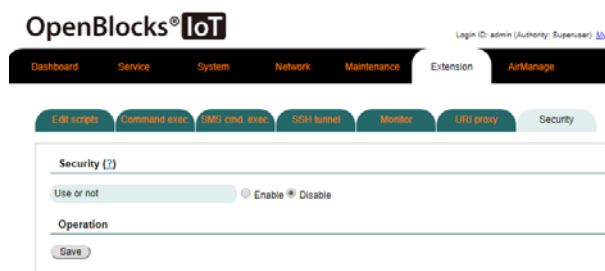 OpenBlocks® IoT
Login ID: admin (Authority: Superuser) My
Dashboard Service System Network Maintenance Extension AirManage
Edit scripts Command exec. SMS cmd. exec. SSH tunnel Monitor URI proxy Security
Security (?)
Use or not Enable Disable
Operation
Save